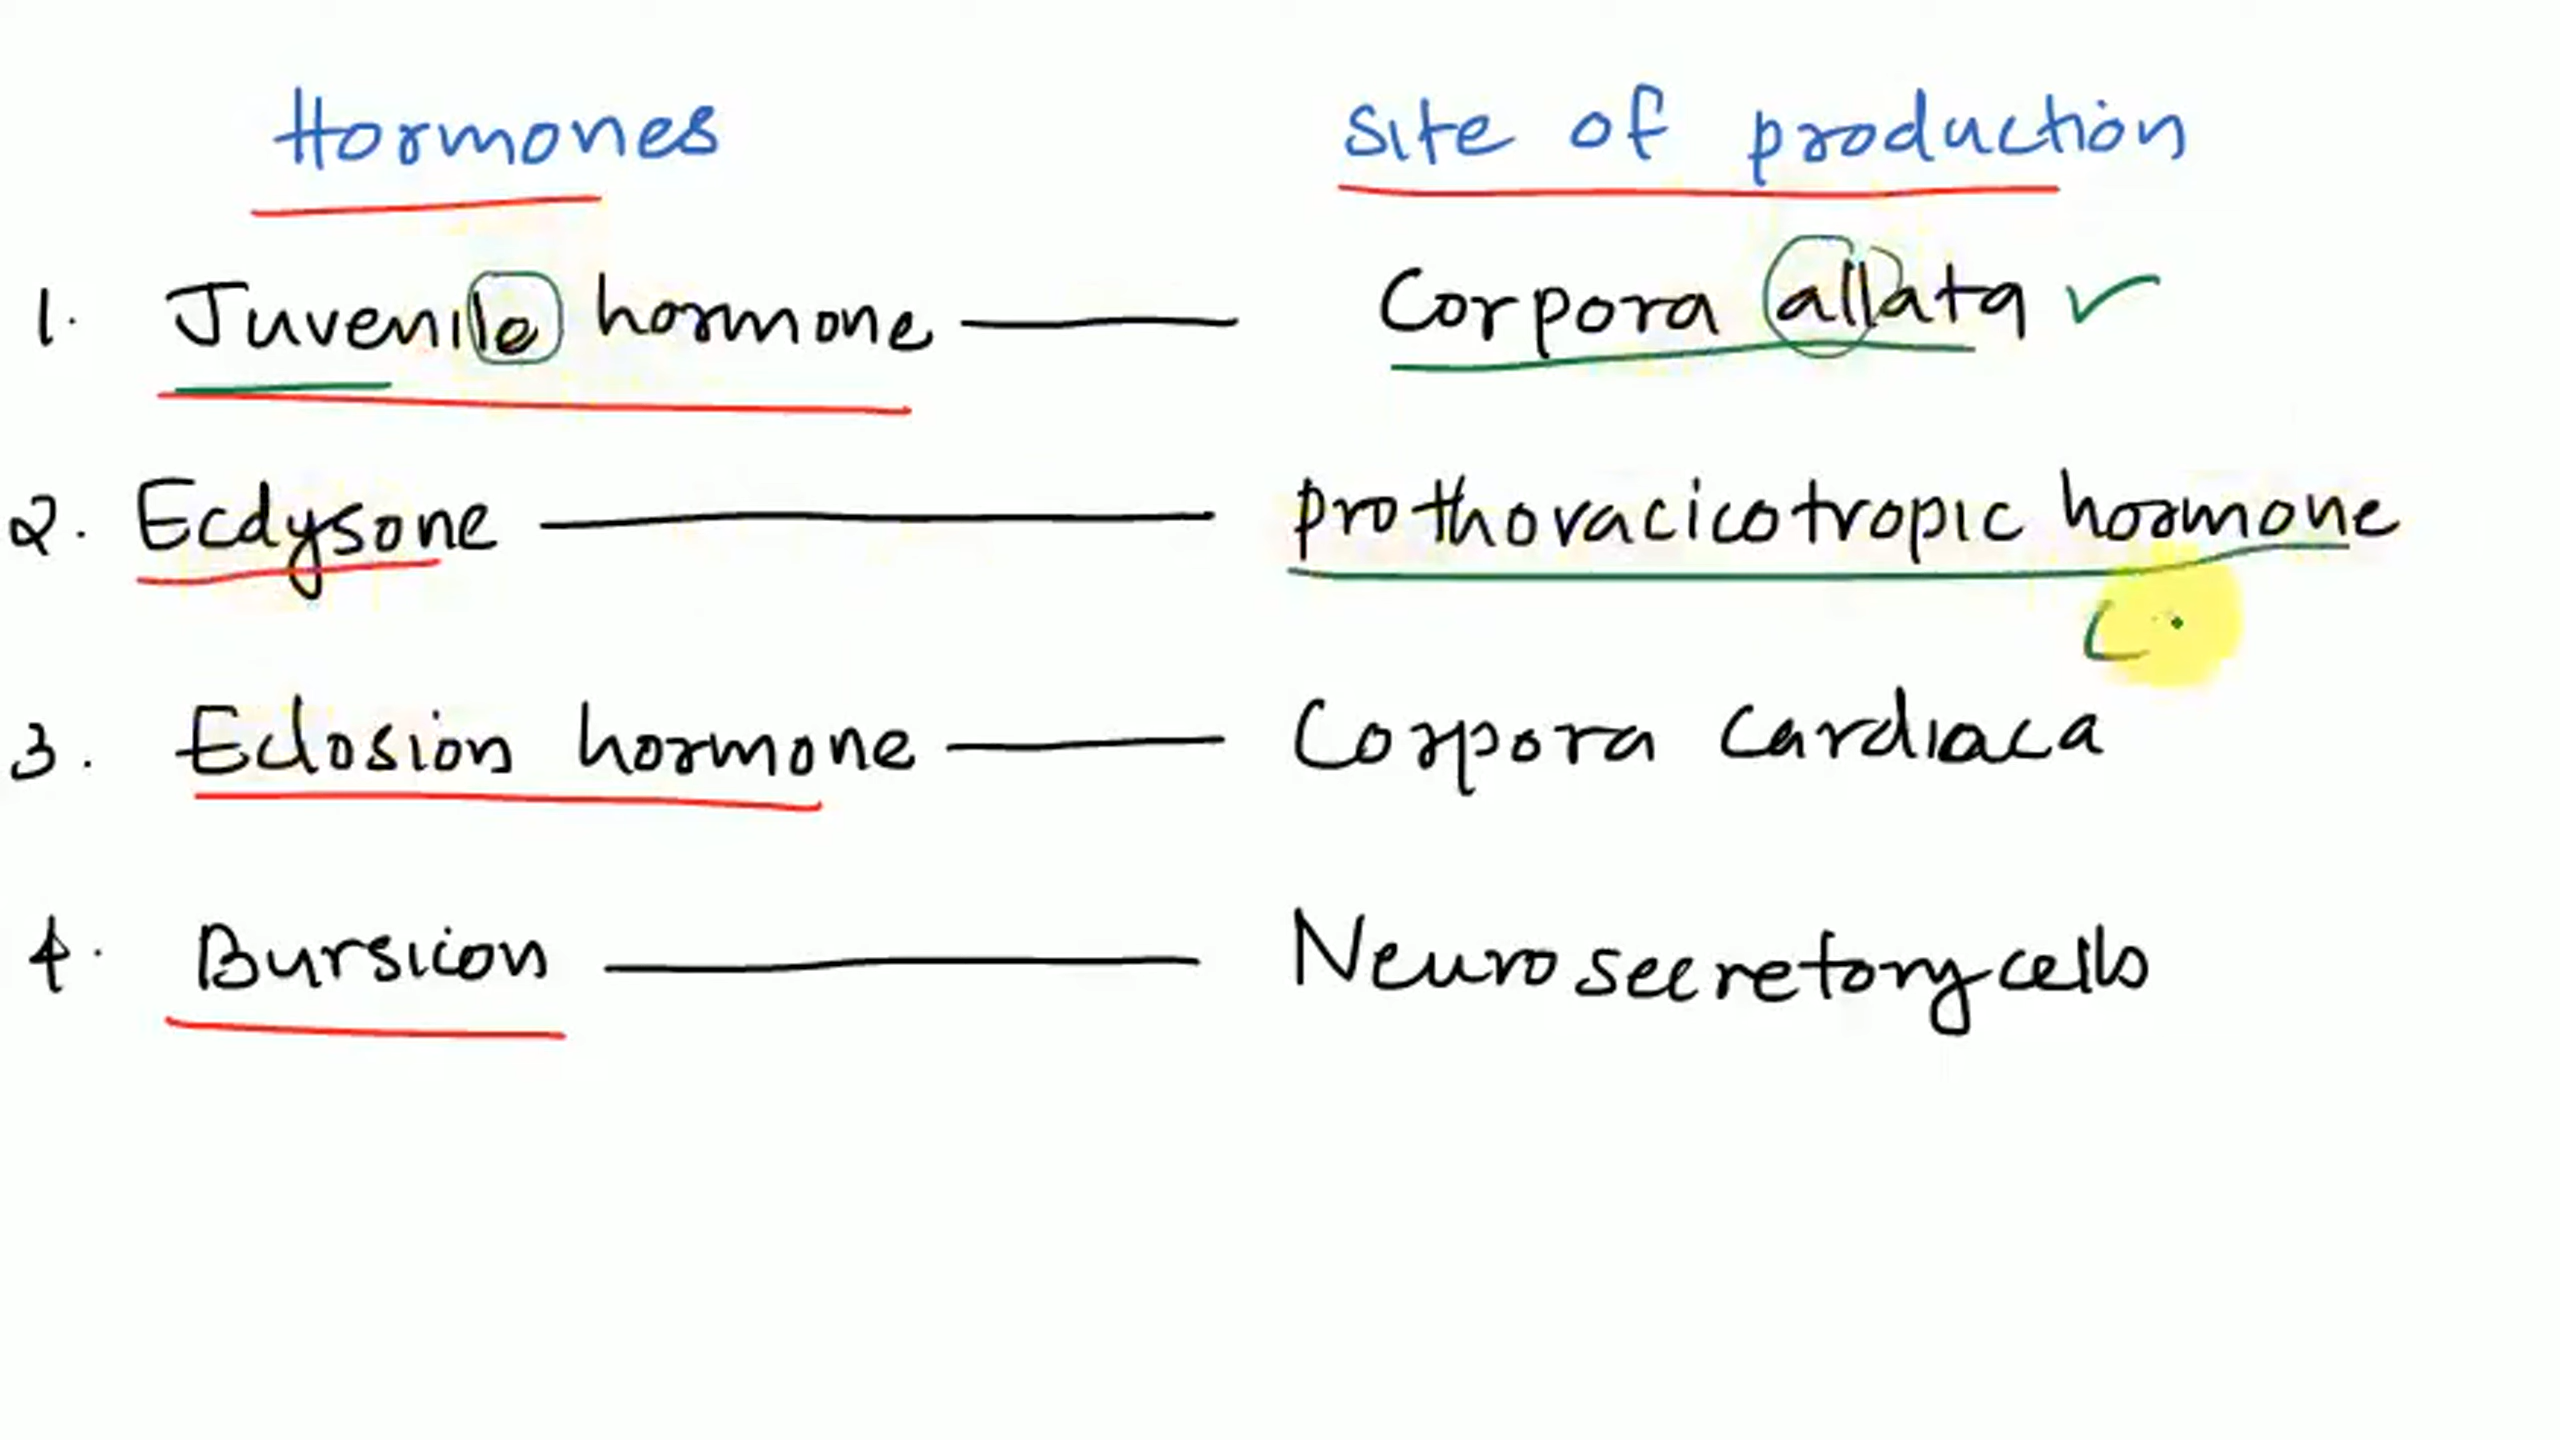 Hormones site of production
1. Juvenile hormone — Corpora allata ✓
2. Ecdysone — prothoracicotropic hormone
3. Eclosion hormone — Corpora cardiaca
4. Bursicon — Neurosecretory cells